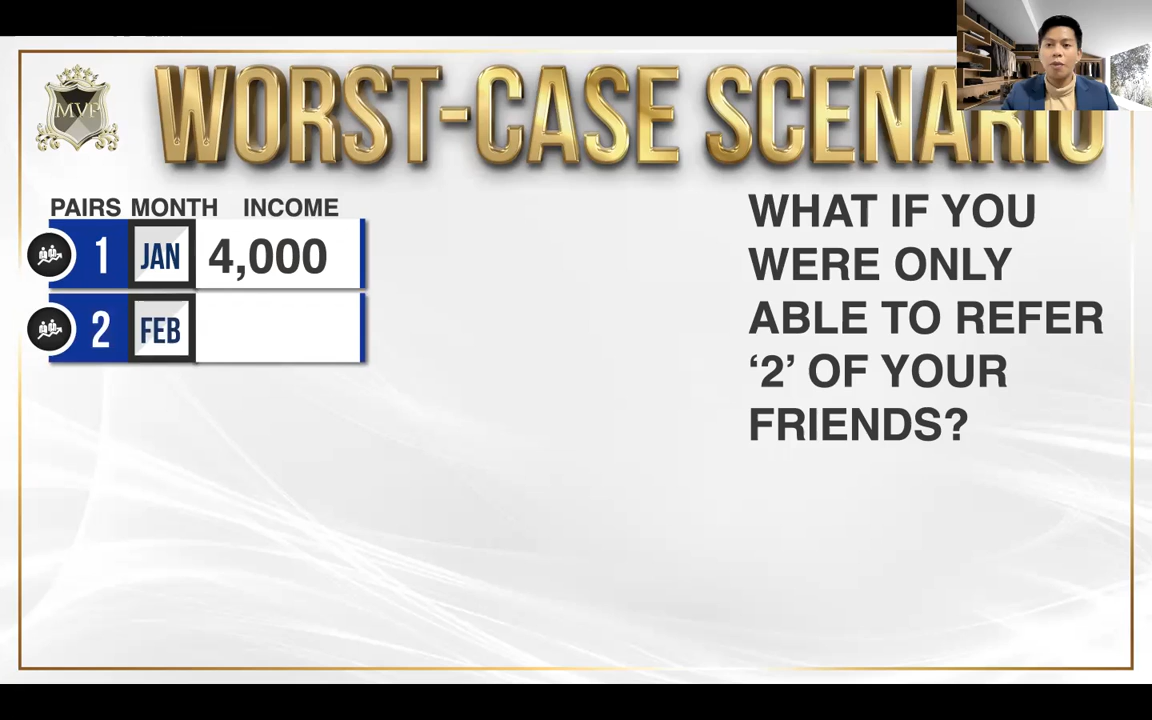 MVP
WORST-CASE SCENARIO
PAIRS MONTH INCOME
1 JAN 4,000
2 FEB
WHAT IF YOU
WERE ONLY
ABLE TO REFER
‘2’ OF YOUR
FRIENDS?